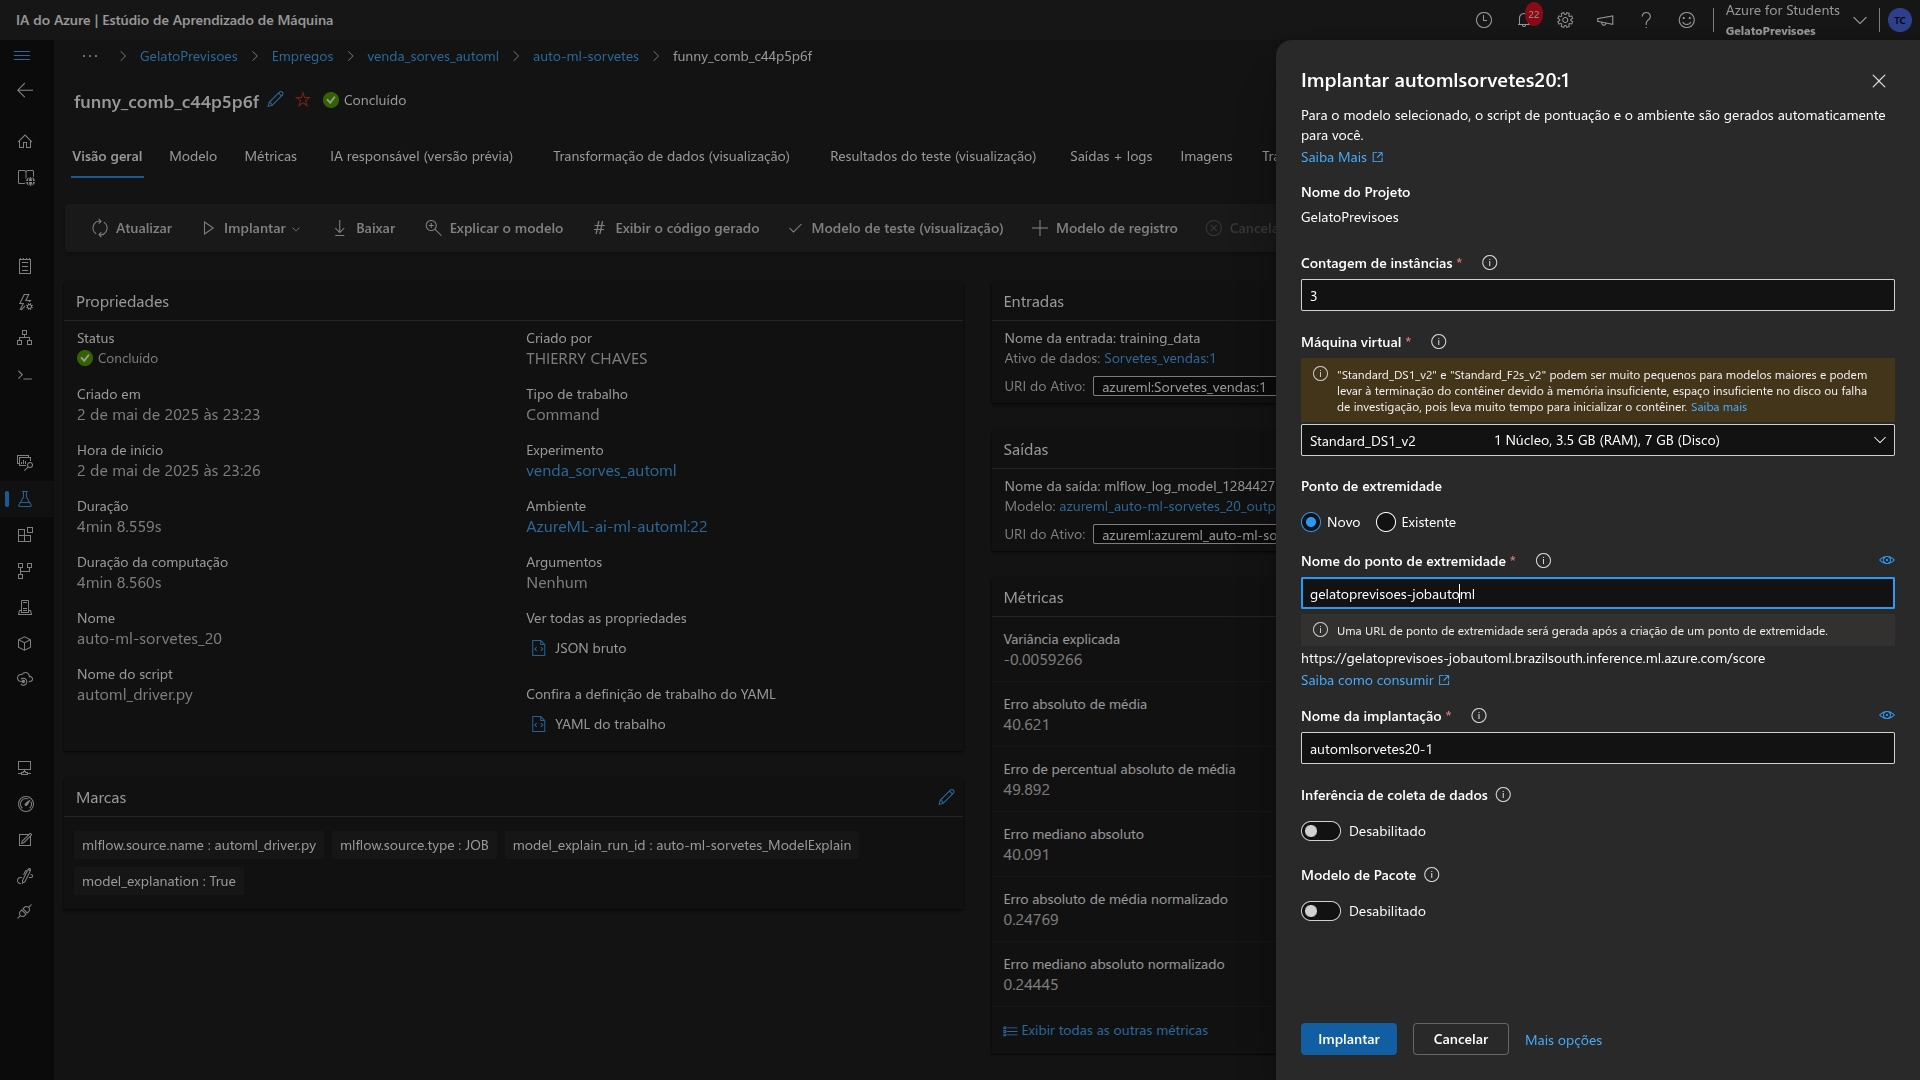 IA do Azure | Estúdio de Aprendizado de Máquina
22
Azure for Students
GelatoPrevisoes
TC
··· > GelatoPrevisoes > Empregos > venda_sorves_automl > auto-ml-sorvetes > funny_comb_c44p5p6f
funny_comb_c44p5p6f Concluído
Visão geral Modelo Métricas IA responsável (versão prévia) Transformação de dados (visualização) Resultados do teste (visualização) Saídas + logs Imagens Tra
Atualizar Implantar Baixar Explicar o modelo Exibir o código gerado Modelo de teste (visualização) Modelo de registro Cancela
Propriedades
Status
Concluído
Criado em
2 de mai de 2025 às 23:23
Hora de início
2 de mai de 2025 às 23:26
Duração
4min 8.559s
Duração da computação
4min 8.560s
Nome
auto-ml-sorvetes_20
Nome do script
automl_driver.py
Criado por
THIERRY CHAVES
Tipo de trabalho
Command
Experimento
venda_sorves_automl
Ambiente
AzureML-ai-ml-automl:22
Argumentos
Nenhum
Ver todas as propriedades
JSON bruto
Confira a definição de trabalho do YAML
YAML do trabalho
Marcas
mlflow.source.name : automl_driver.py mlflow.source.type : JOB model_explain_run_id : auto-ml-sorvetes_ModelExplain
model_explanation : True
Entradas
Nome da entrada: training_data
Ativo de dados: Sorvetes_vendas:1
URI do Ativo: azureml:Sorvetes_vendas:1
Saídas
Nome da saída: mlflow_log_model_1284427
Modelo: azureml_auto-ml-sorvetes_20_outp
URI do Ativo: azureml:azureml_auto-ml-so
Métricas
Variância explicada
-0.0059266
Erro absoluto de média
40.621
Erro de percentual absoluto de média
49.892
Erro mediano absoluto
40.091
Erro absoluto de média normalizado
0.24769
Erro mediano absoluto normalizado
0.24445
Exibir todas as outras métricas
Implantar automlsorvetes20:1
Para o modelo selecionado, o script de pontuação e o ambiente são gerados automaticamente
para você.
Saiba Mais
Nome do Projeto
GelatoPrevisoes
Contagem de instâncias *
3
Máquina virtual *
"Standard_DS1_v2" e "Standard_F2s_v2" podem ser muito pequenos para modelos maiores e podem
levar à terminação do contêiner devido à memória insuficiente, espaço insuficiente no disco ou falha
de investigação, pois leva muito tempo para inicializar o contêiner. Saiba mais
Standard_DS1_v2 1 Núcleo, 3.5 GB (RAM), 7 GB (Disco)
Ponto de extremidade
Novo Existente
Nome do ponto de extremidade *
gelatoprevisoes-jobautoml
Uma URL de ponto de extremidade será gerada após a criação de um ponto de extremidade.
https://gelatoprevisoes-jobautoml.brazilsouth.inference.ml.azure.com/score
Saiba como consumir
Nome da implantação *
automlsorvetes20-1
Inferência de coleta de dados
Desabilitado
Modelo de Pacote
Desabilitado
Implantar Cancelar Mais opções